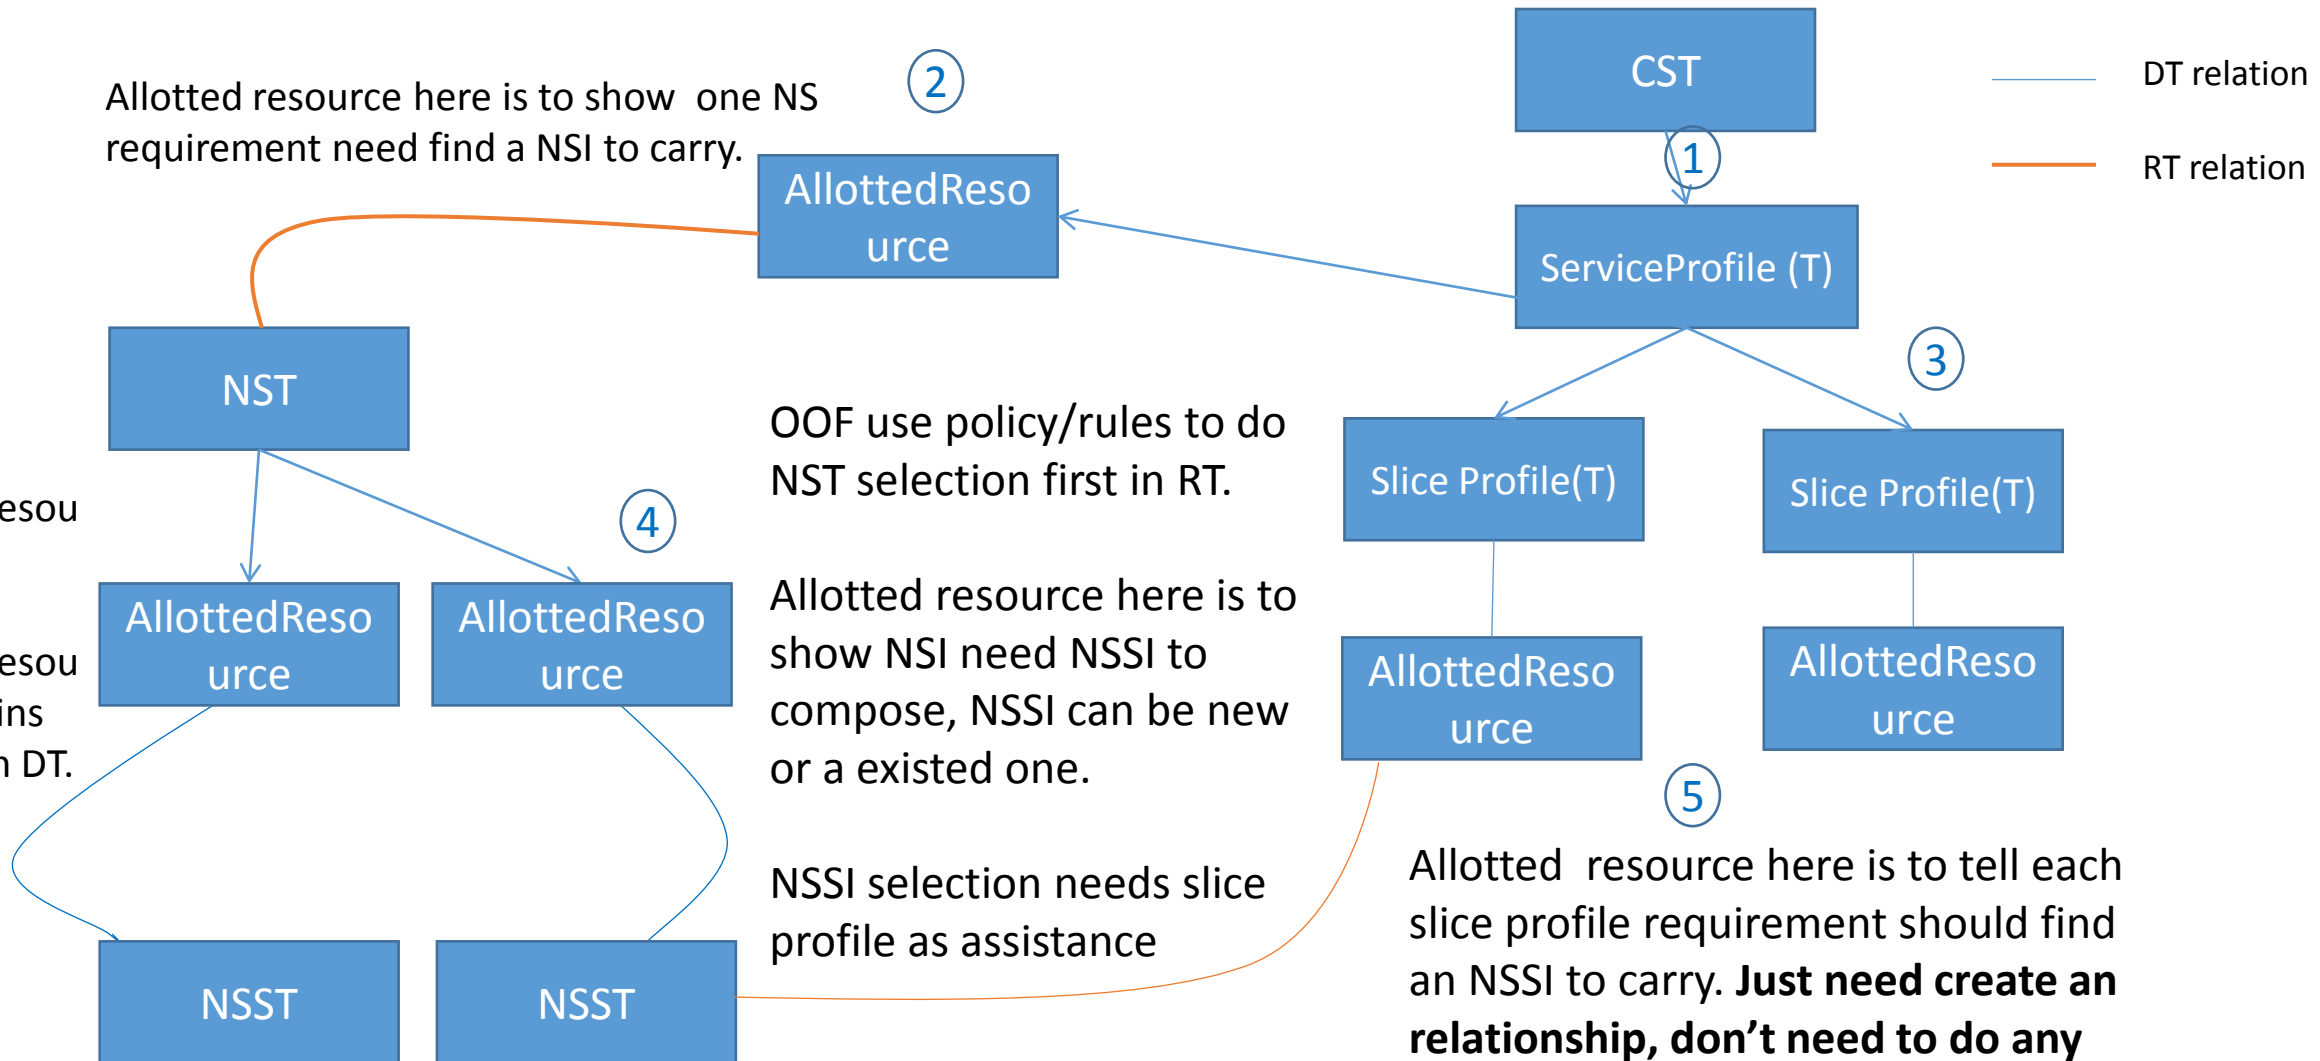 CST
DT relation
2
Allotted resource here is to show one NS
requirement need find a NSI to carry.
1
RT relation
AllottedReso
urce
ServiceProfile (T)
NST
3
OOF use policy/rules to do
NST selection first in RT.
Slice Profile(T)
Slice Profile(T)
esou
4
Allotted resource here is to
show NSI need NSSI to
compose, NSSI can be new
or a existed one.
AllottedReso
urce
AllottedReso
urce
esou
ins
n DT.
AllottedReso
urce
AllottedReso
urce
5
NSSI selection needs slice
profile as assistance
Allotted resource here is to tell each
slice profile requirement should find
an NSSI to carry. Just need create an
relationship, don’t need to do any
NSST
NSST